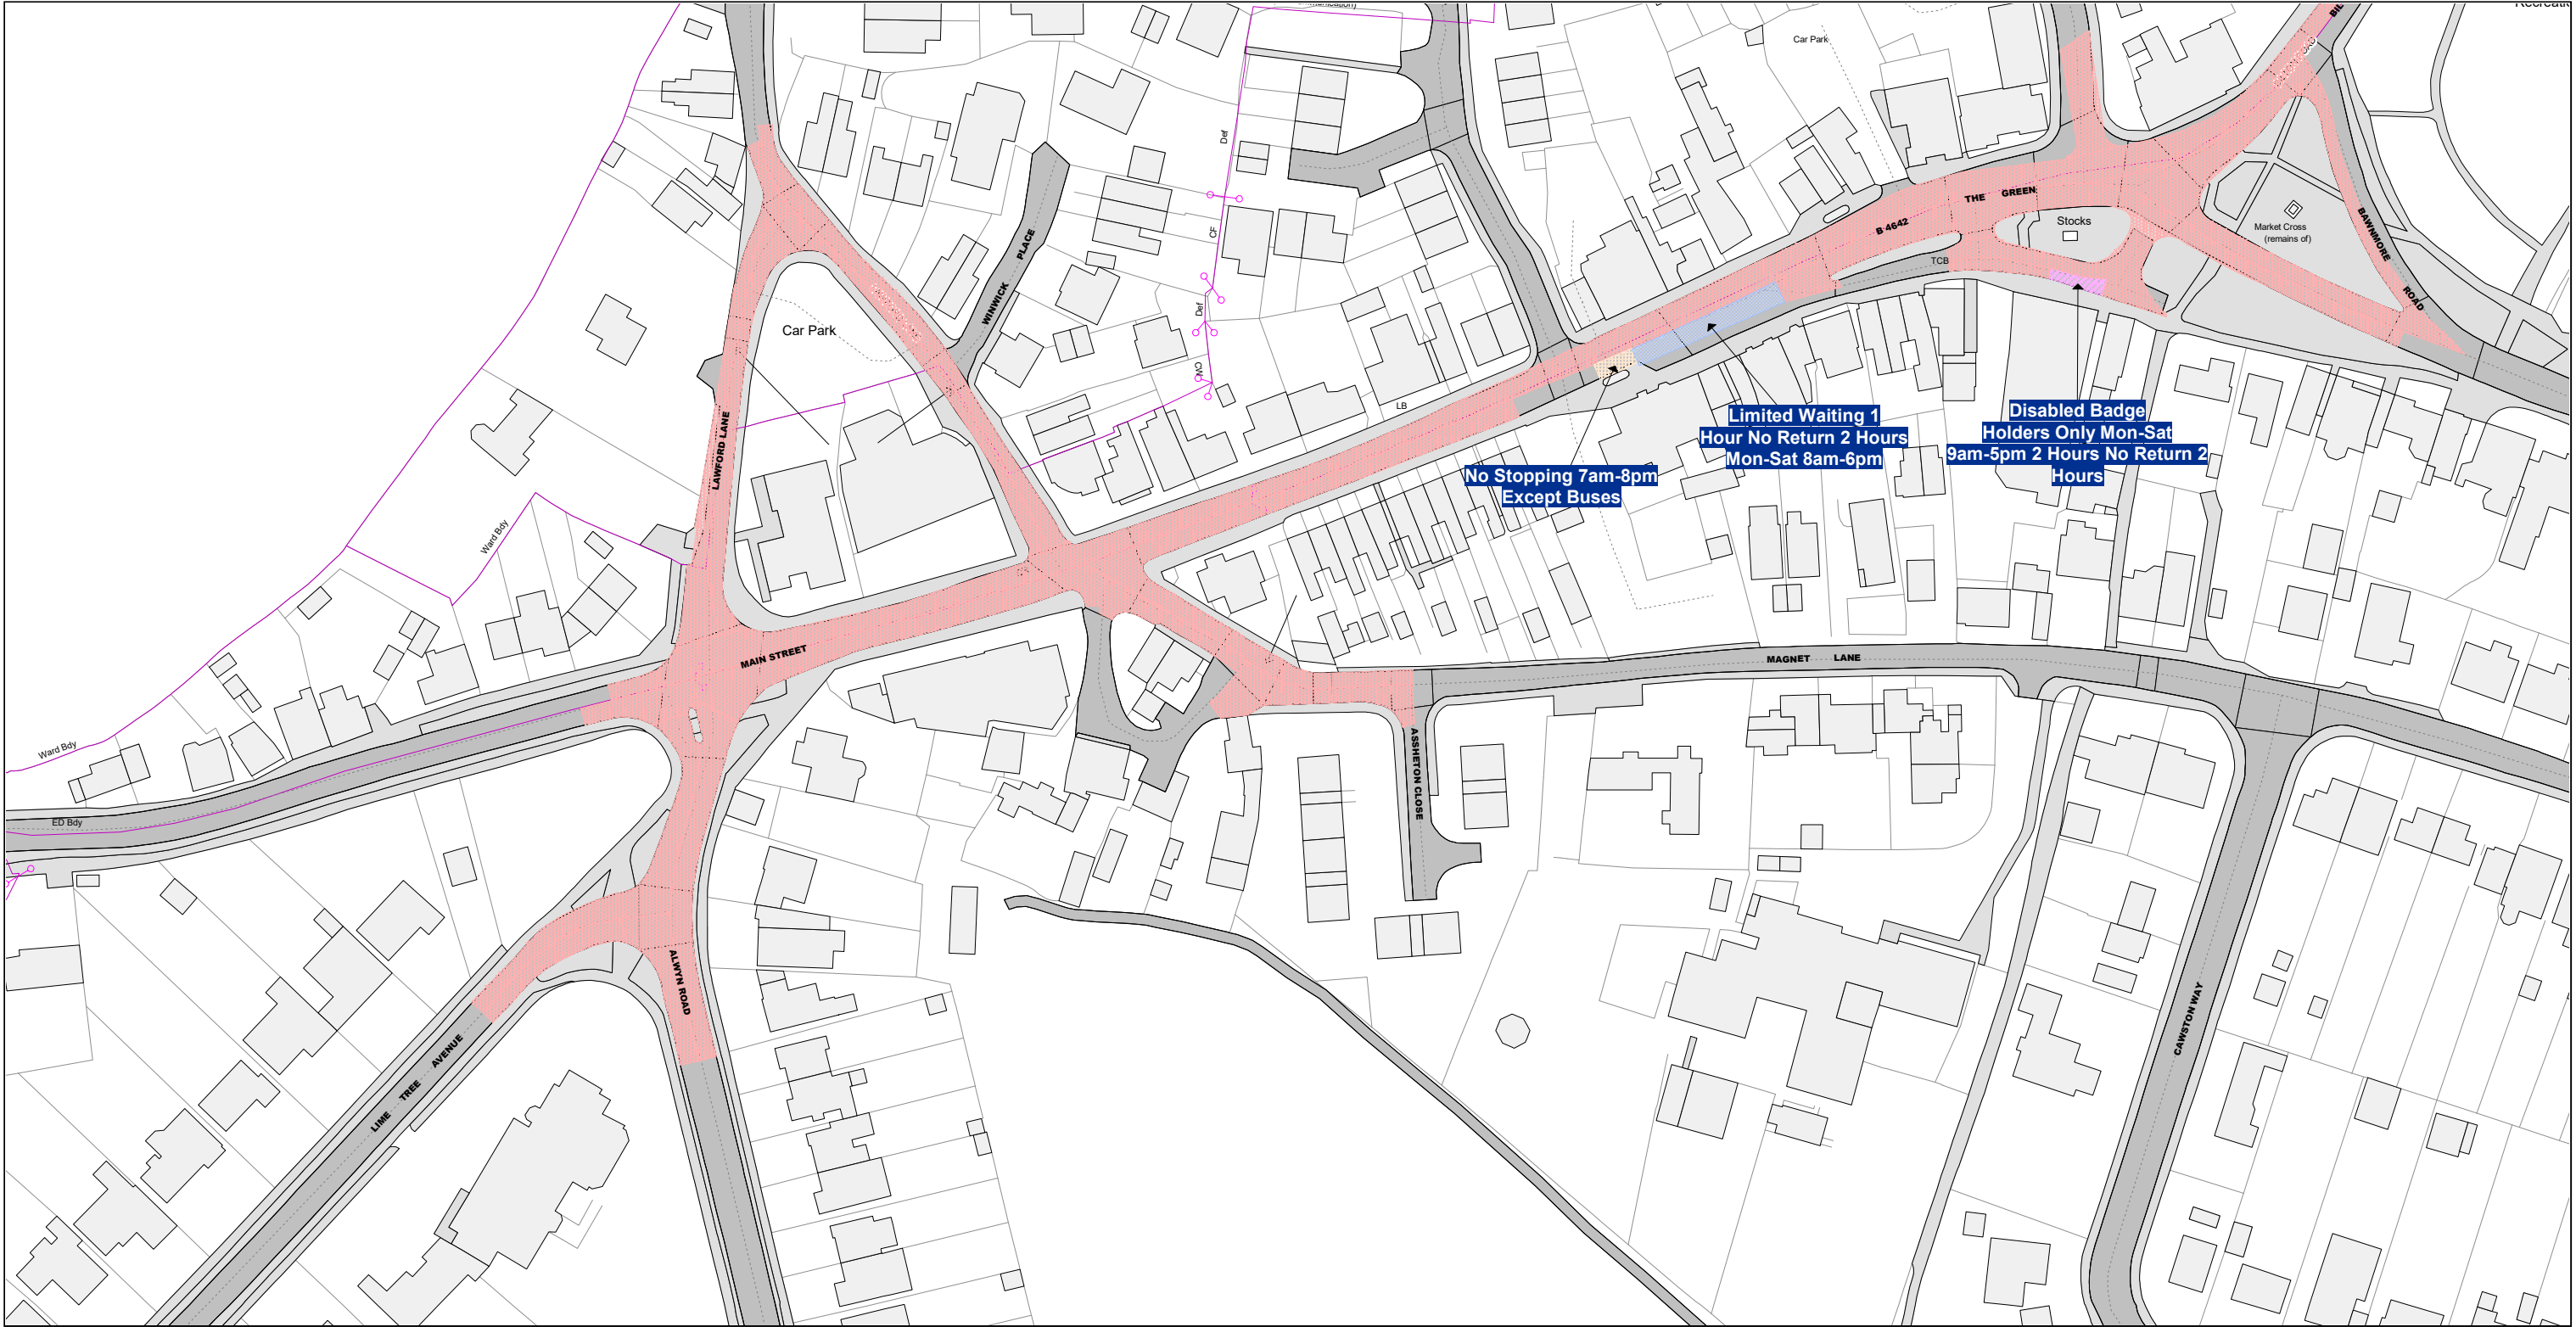 Car Park
Def
CF
Def
CW
WINWICK PLACE
Car Park
LAWFORD LANE
LB
Ward Bdy
MAIN STREET
Ward Bdy
ED Bdy
THE GREEN
B 4642
Stocks
TCB
Market Cross
(remains of)
BAWNMORE
ROAD
Limited Waiting 1
Hour No Return 2 Hours
Mon-Sat 8am-6pm
Disabled Badge
Holders Only Mon-Sat
9am-5pm 2 Hours No Return 2
Hours
No Stopping 7am-8pm
Except Buses
MAGNET LANE
ASSHETON CLOSE
ALWYN ROAD
LIME TREE AVENUE
CAWSTON WAY